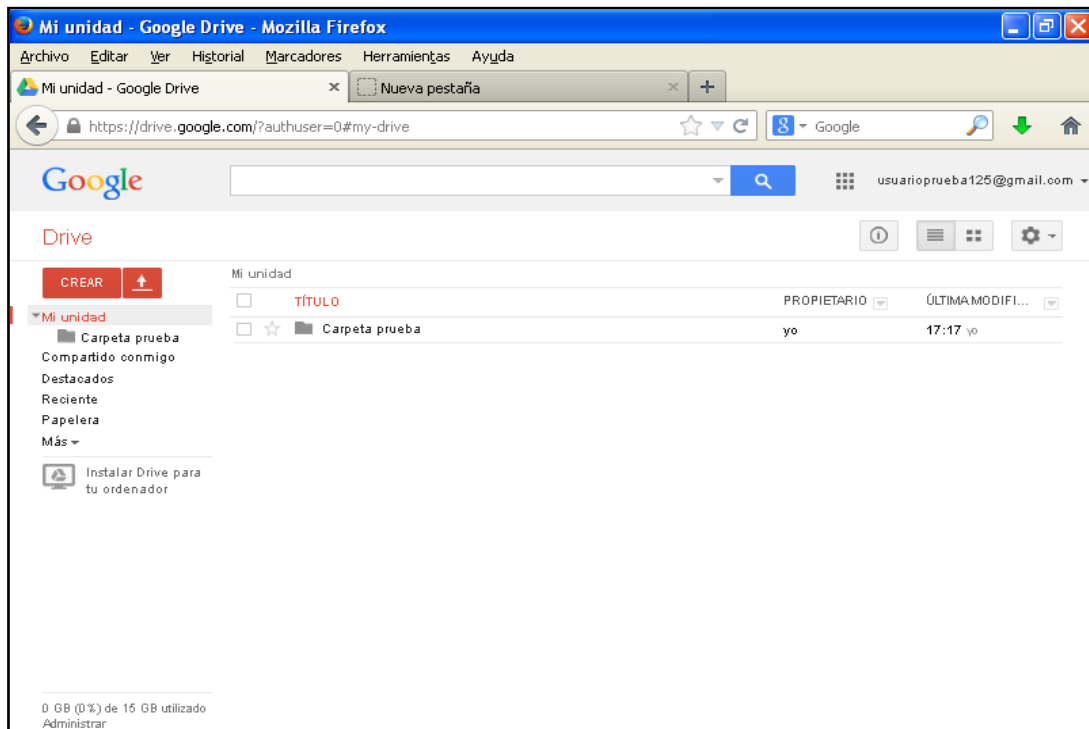 Mi unidad - Google Drive - Mozilla Firefox
Archivo Editar Ver Historial Marcadores Herramientas Ayuda
Mi unidad - Google Drive Nueva pestaña
https://drive.google.com/?authuser=0#my-drive Google
Google usuarioprueba125@gmail.com
Drive
CREAR
Mi unidad
TÍTULO PROPIETARIO ÚLTIMA MODIFI...
Mi unidad
Carpeta prueba yo 17:17 yo
Carpeta prueba
Compartido conmigo
Destacados
Reciente
Papelera
Más
Instalar Drive para
tu ordenador
0 GB (0%) de 15 GB utilizado
Administrar